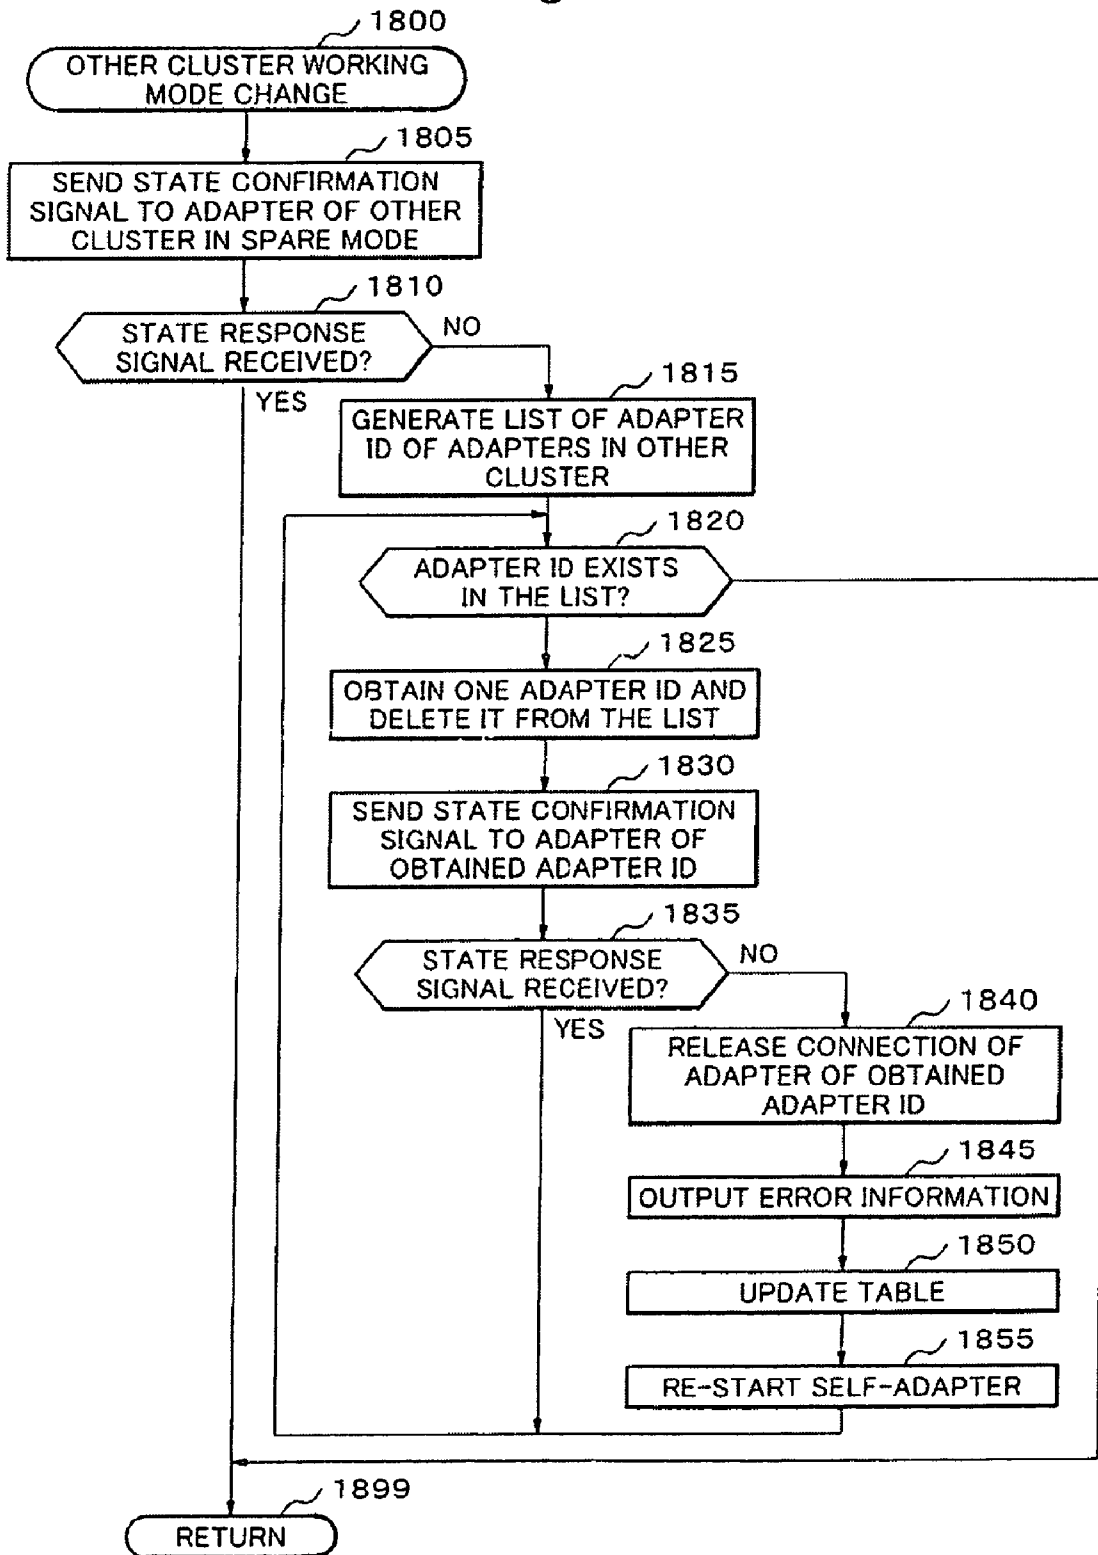 1800
OTHER CLUSTER WORKING
MODE CHANGE
1805
SEND STATE CONFIRMATION
SIGNAL TO ADAPTER OF OTHER
CLUSTER IN SPARE MODE
1810
STATE RESPONSE
SIGNAL RECEIVED?
NO
YES
1815
GENERATE LIST OF ADAPTER
ID OF ADAPTERS IN OTHER
CLUSTER
1820
ADAPTER ID EXISTS
IN THE LIST?
1825
OBTAIN ONE ADAPTER ID AND
DELETE IT FROM THE LIST
1830
SEND STATE CONFIRMATION
SIGNAL TO ADAPTER OF
OBTAINED ADAPTER ID
1835
STATE RESPONSE
SIGNAL RECEIVED?
NO
YES
1840
RELEASE CONNECTION OF
ADAPTER OF OBTAINED
ADAPTER ID
1845
OUTPUT ERROR INFORMATION
1850
UPDATE TABLE
1855
RE-START SELF-ADAPTER
1899
RETURN